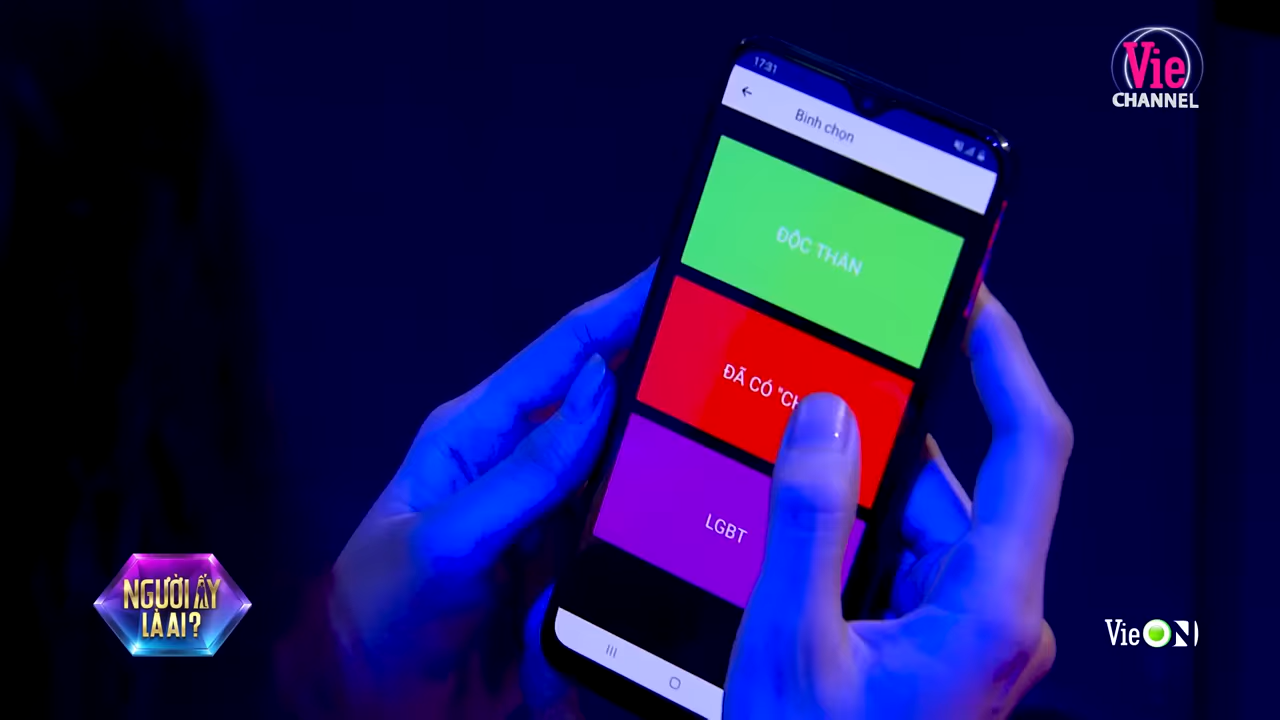 Vie
CHANNEL
17:31
Bình chọn
ĐỘC THÂN
ĐÃ CÓ "CH
LGBT
NGƯỜI ẤY
LÀ AI?
VieON